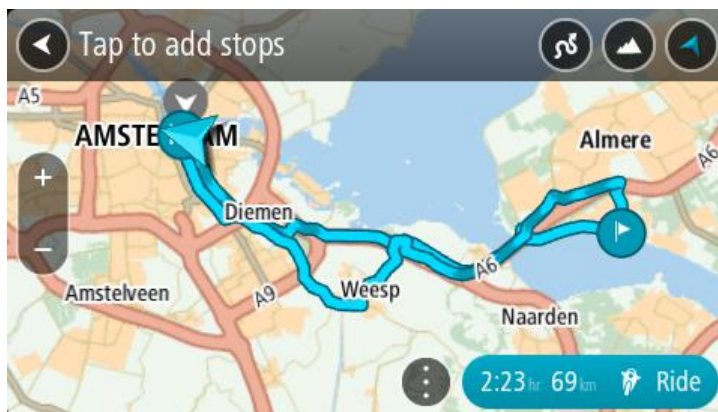 Tap to add stops
A5
AMSTE   AM
Almere
A6
+
Diemen
−
A6
Weesp
A9
Amstelveen
Naarden
2:23 hr 69 km Ride